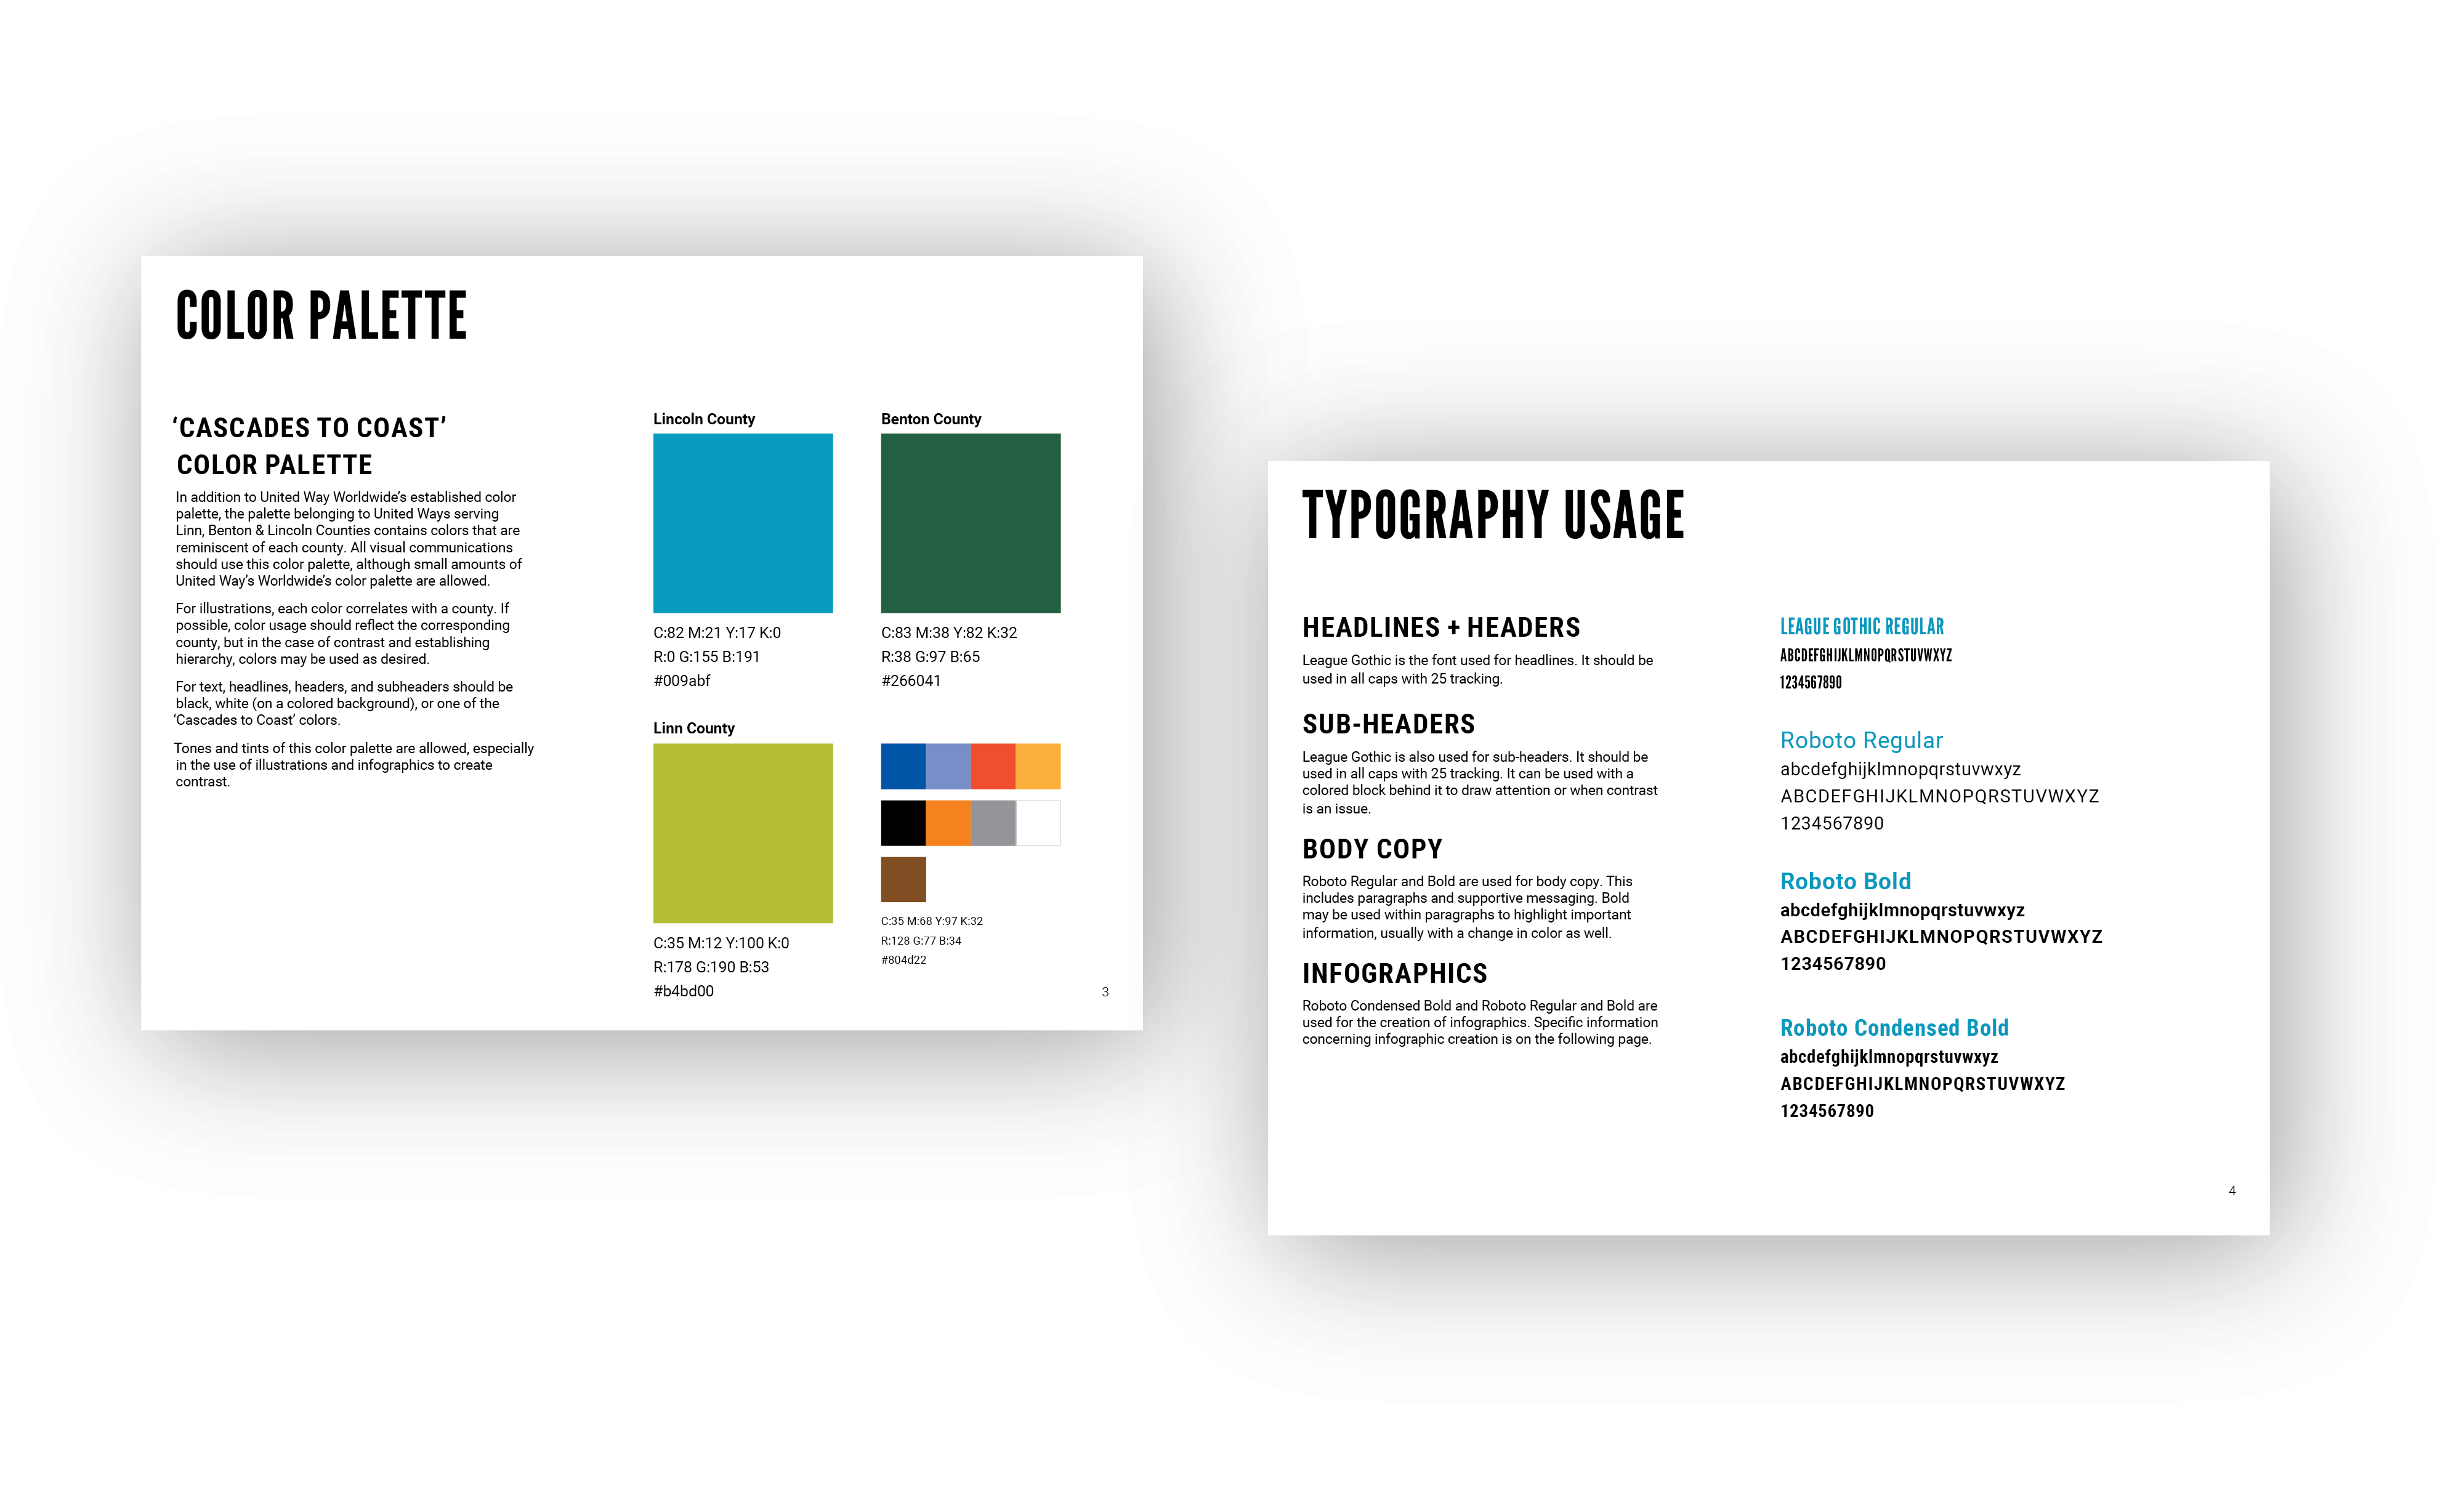 COLOR PALETTE
‘CASCADES TO COAST’
COLOR PALETTE
In addition to United Way Worldwide’s established color
palette, the palette belonging to United Ways serving
Linn, Benton & Lincoln Counties contains colors that are
reminiscent of each county. All visual communications
should use this color palette, although small amounts of
United Way’s Worldwide’s color palette are allowed.
For illustrations, each color correlates with a county. If
possible, color usage should reflect the corresponding
county, but in the case of contrast and establishing
hierarchy, colors may be used as desired.
For text, headlines, headers, and subheaders should be
black, white (on a colored background), or one of the
‘Cascades to Coast’ colors.
Tones and tints of this color palette are allowed, especially
in the use of illustrations and infographics to create
contrast.
Lincoln County
C:82 M:21 Y:17 K:0
R:0 G:155 B:191
#009abf
Benton County
C:83 M:38 Y:82 K:32
R:38 G:97 B:65
#266041
Linn County
C:35 M:12 Y:100 K:0
R:178 G:190 B:53
#b4bd00
C:35 M:68 Y:97 K:32
R:128 G:77 B:34
#804d22
3
TYPOGRAPHY USAGE
HEADLINES + HEADERS
League Gothic is the font used for headlines. It should be
used in all caps with 25 tracking.
SUB-HEADERS
League Gothic is also used for sub-headers. It should be
used in all caps with 25 tracking. It can be used with a
colored block behind it to draw attention or when contrast
is an issue.
BODY COPY
Roboto Regular and Bold are used for body copy. This
includes paragraphs and supportive messaging. Bold
may be used within paragraphs to highlight important
information, usually with a change in color as well.
INFOGRAPHICS
Roboto Condensed Bold and Roboto Regular and Bold are
used for the creation of infographics. Specific information
concerning infographic creation is on the following page.
LEAGUE GOTHIC REGULAR
ABCDEFGHIJKLMNOPQRSTUVWXYZ
1234567890
Roboto Regular
abcdefghijklmnopqrstuvwxyz
ABCDEFGHIJKLMNOPQRSTUVWXYZ
1234567890
Roboto Bold
abcdefghijklmnopqrstuvwxyz
ABCDEFGHIJKLMNOPQRSTUVWXYZ
1234567890
Roboto Condensed Bold
abcdefghijklmnopqrstuvwxyz
ABCDEFGHIJKLMNOPQRSTUVWXYZ
1234567890
4